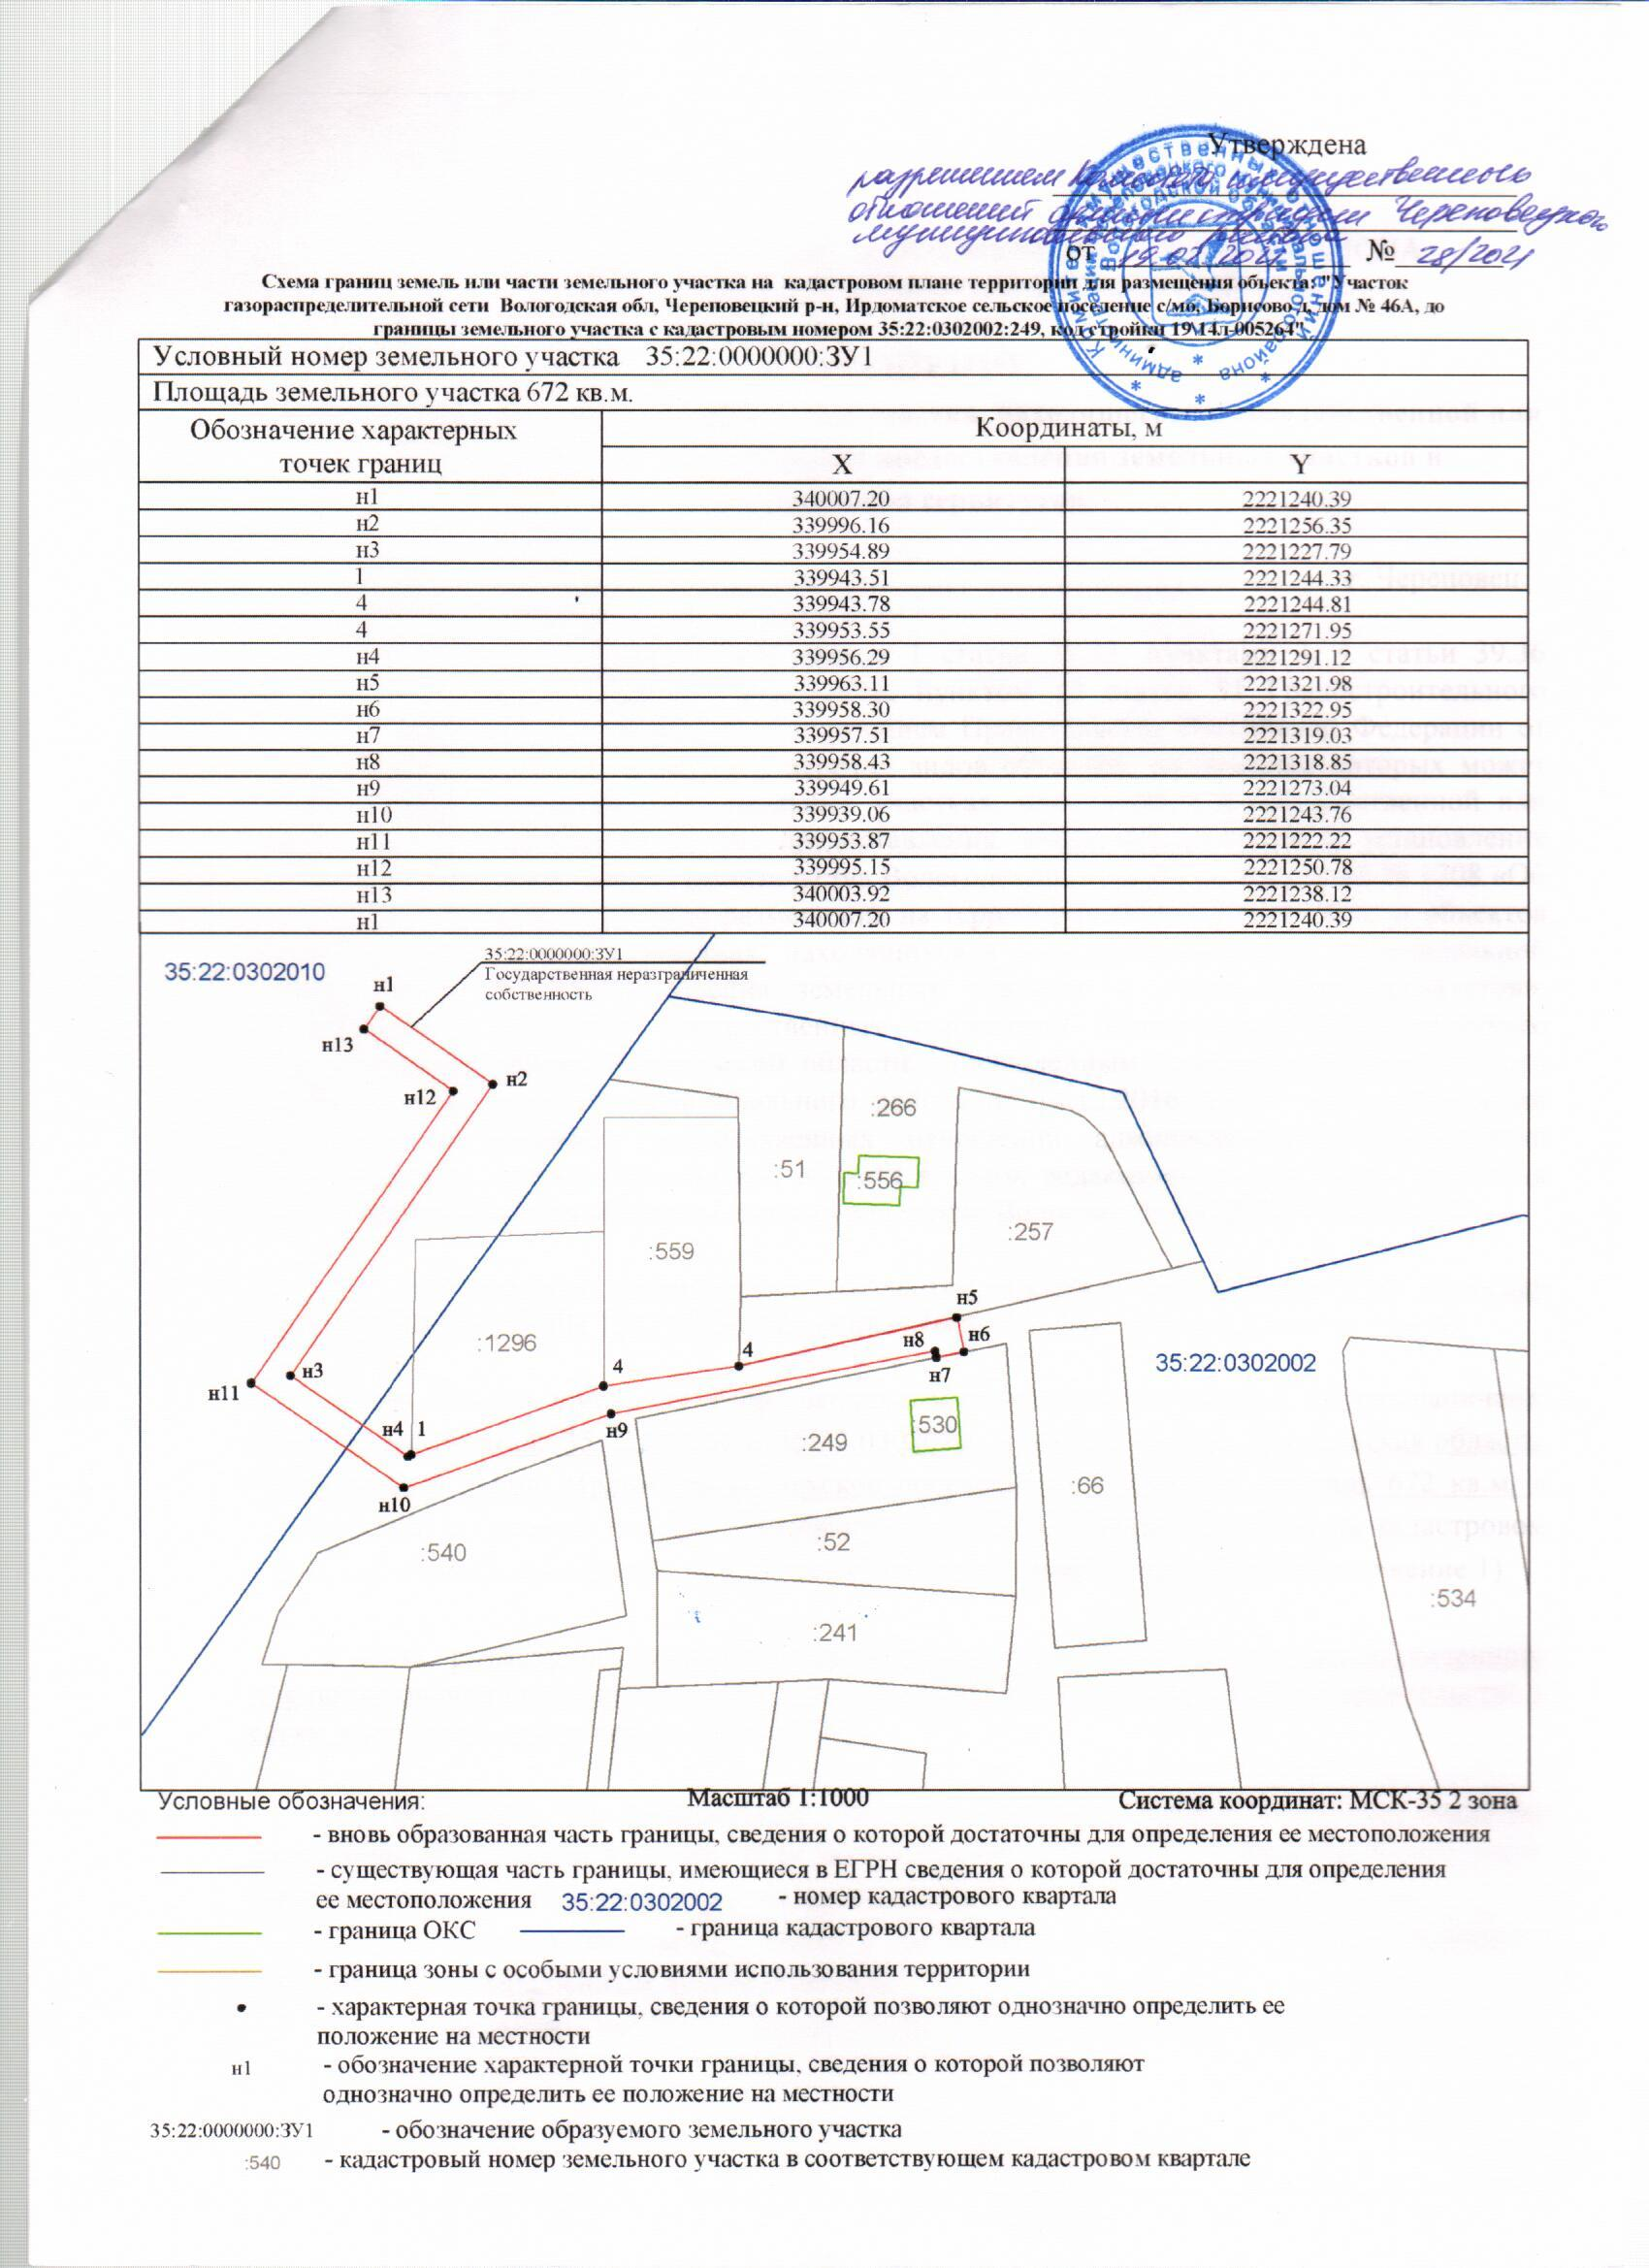 Утверждена
разрешением Комитета имущественных
отношений администрации Череповецкого
муниципального района
от 19.02.2021 № 28/2021
Схема границ земель или части земельного участка на кадастровом плане территории для размещения объекта: "Участок
газораспределительной сети Вологодская обл, Череповецкий р-н, Ирдоматское сельское поселение с/мо, Борисово д, дом № 46А, до
границы земельного участка с кадастровым номером 35:22:0302002:249, код стройки 19\14л-005264"
Условный номер земельного участка 35:22:0000000:ЗУ1
Площадь земельного участка 672 кв.м.
Обозначение характерных точек границ Координаты, м
X Y
н1 340007.20 2221240.39
н2 339996.16 2221256.35
н3 339954.89 2221227.79
1 339943.51 2221244.33
4 339943.78 2221244.81
4 339953.55 2221271.95
н4 339956.29 2221291.12
н5 339963.11 2221321.98
н6 339958.30 2221322.95
н7 339957.51 2221319.03
н8 339958.43 2221318.85
н9 339949.61 2221273.04
н10 339939.06 2221243.76
н11 339953.87 2221222.22
н12 339995.15 2221250.78
н13 340003.92 2221238.12
н1 340007.20 2221240.39
35:22:0302010
35:22:0000000:ЗУ1
Государственная неразграниченная
собственность
н1
н13
н2
н12
:266
:51
:556
:257
:559
:1296
н5
н6
н8
4
4
н7
35:22:0302002
н3
н11
н4 1
н9
:530
:249
н10
:66
:52
:540
:534
:241
Условные обозначения: Масштаб 1:1000 Система координат: МСК-35 2 зона
- вновь образованная часть границы, сведения о которой достаточны для определения ее местоположения
- существующая часть границы, имеющиеся в ЕГРН сведения о которой достаточны для определения
ее местоположения 35:22:0302002 - номер кадастрового квартала
- граница ОКС - граница кадастрового квартала
- граница зоны с особыми условиями использования территории
- характерная точка границы, сведения о которой позволяют однозначно определить ее
положение на местности
н1 - обозначение характерной точки границы, сведения о которой позволяют
однозначно определить ее положение на местности
35:22:0000000:ЗУ1 - обозначение образуемого земельного участка
:540 - кадастровый номер земельного участка в соответствующем кадастровом квартале